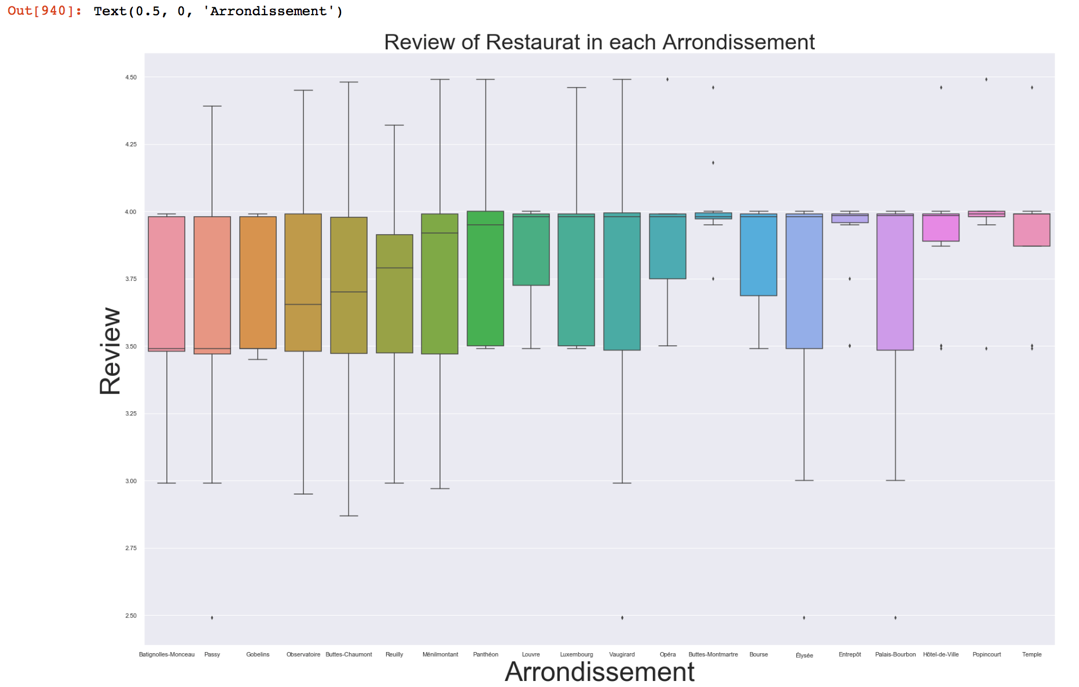 Out[940]: Text(0.5, 0, 'Arrondissement')
Review of Restaurat in each Arrondissement
4.50
4.25
4.00
3.75
3.50
3.25
3.00
2.75
2.50
Review
Batignolles-Monceau Passy Gobelins Observatoire Buttes-Chaumont Reuilly Ménilmontant Panthéon Louvre Luxembourg Vaugirard Opéra Buttes-Montmartre Bourse Élysée Entrepôt Palais-Bourbon Hôtel-de-Ville Popincourt Temple
Arrondissement